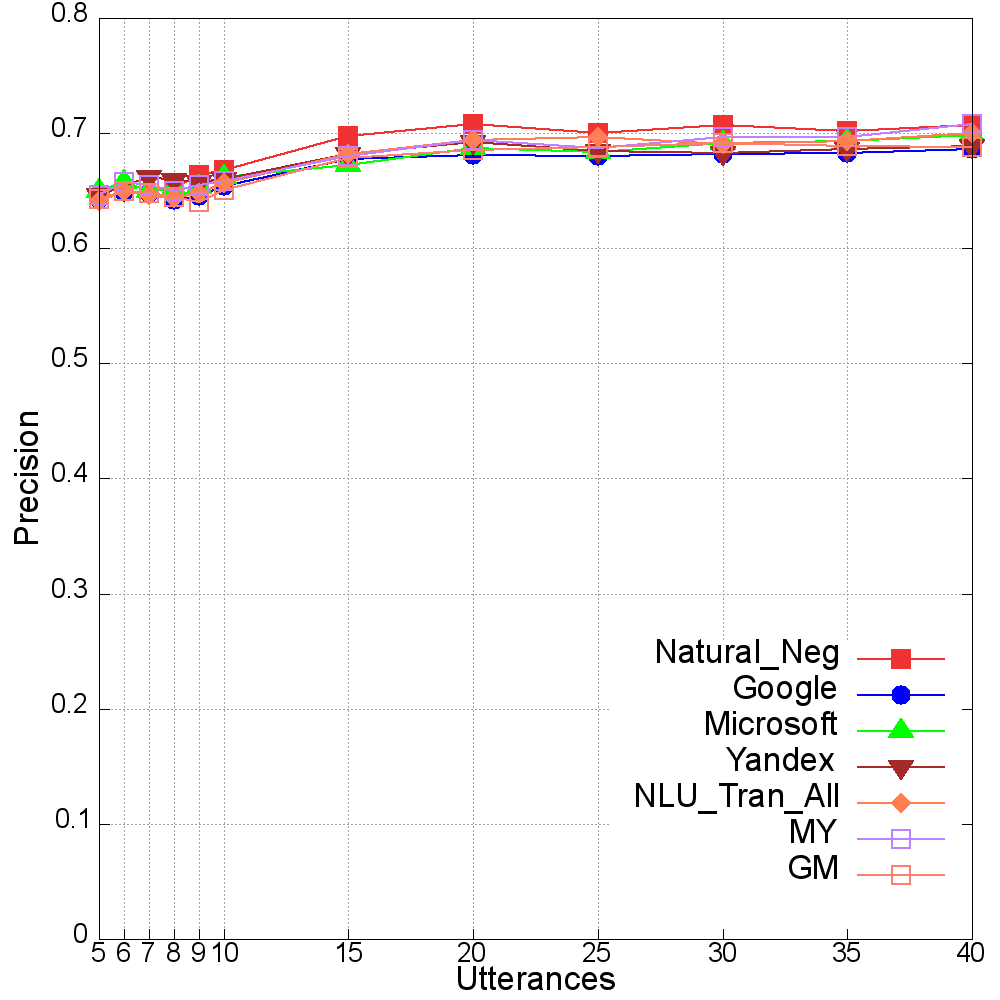 0.8
0.7
0.6
0.5
0.4
0.3
0.2
0.1
0
Precision
Natural_Neg
Google
Microsoft
Yandex
NLU_Tran_All
MY
GM
5 6 7 8 9 10 15 20 25 30 35 40
Utterances